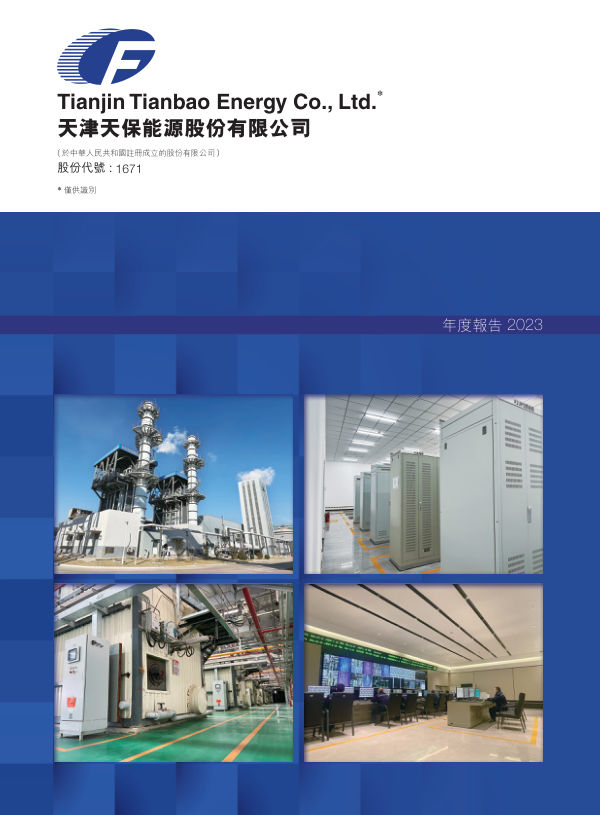 Tianjin Tianbao Energy Co., Ltd.*
天津天保能源股份有限公司
(於中華人民共和國註冊成立的股份有限公司)
股份代號：1671
* 僅供識別
年度報告 2023